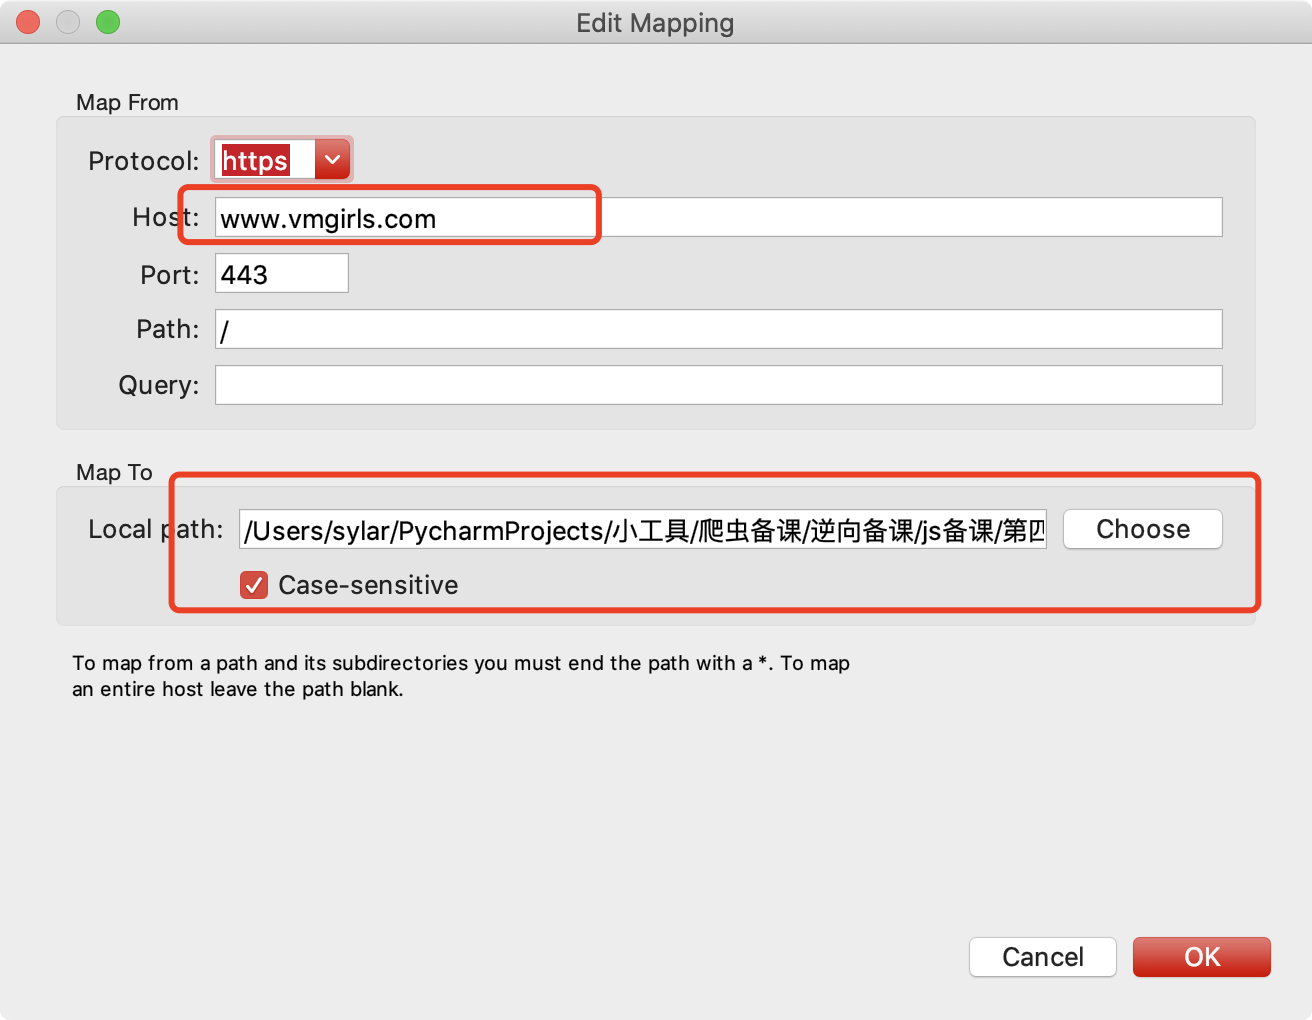 Edit Mapping
Map From
Protocol: https
Host: www.vmgirls.com
Port: 443
Path: /
Query:
Map To
Local path: /Users/sylar/PycharmProjects/小工具/爬虫备课/逆向备课/js备课/第四 Choose
Case-sensitive
To map from a path and its subdirectories you must end the path with a *. To map
an entire host leave the path blank.
Cancel OK